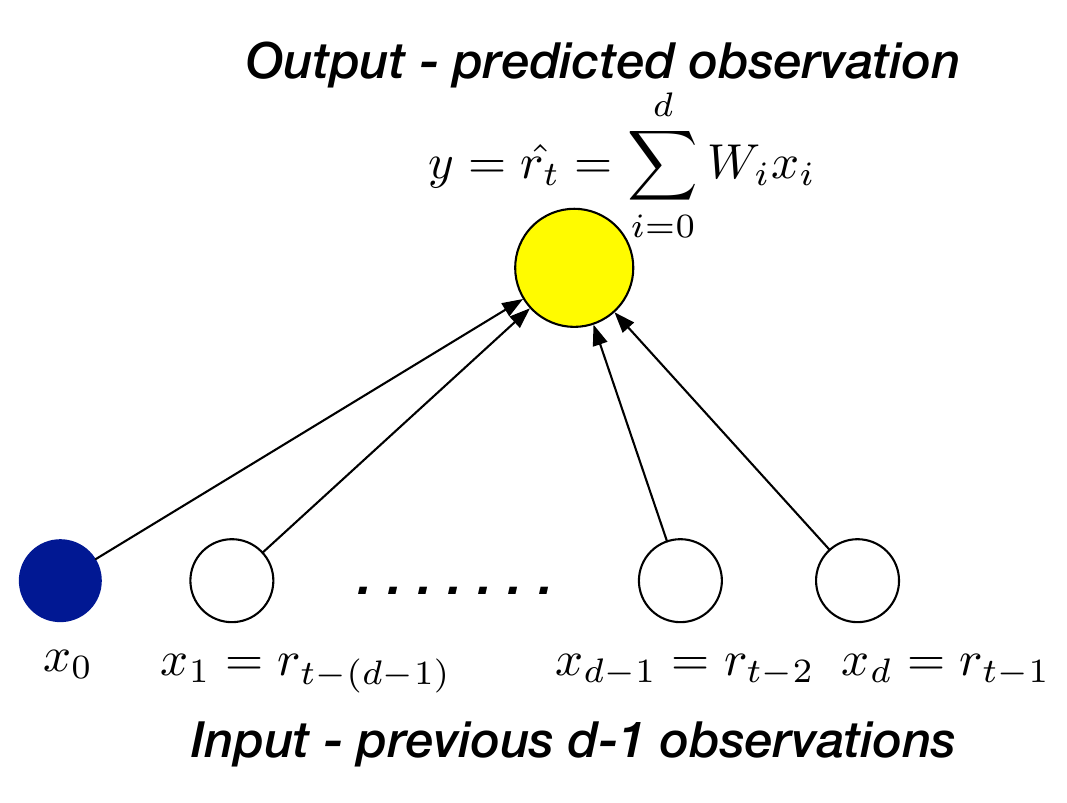 Output - predicted observation
$y = \hat{r_t} = \sum_{i=0}^{d} W_i x_i$
. . . . . . .
$x_0$ $x_1 = r_{t-(d-1)}$ $x_{d-1} = r_{t-2}$ $x_d = r_{t-1}$
Input - previous d-1 observations